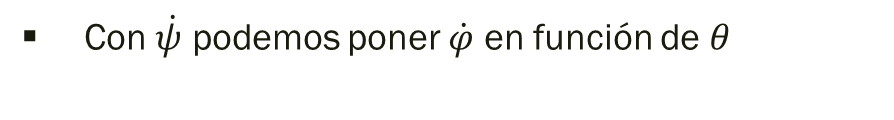 ▪ Con ψ̇ podemos poner φ̇ en función de θ